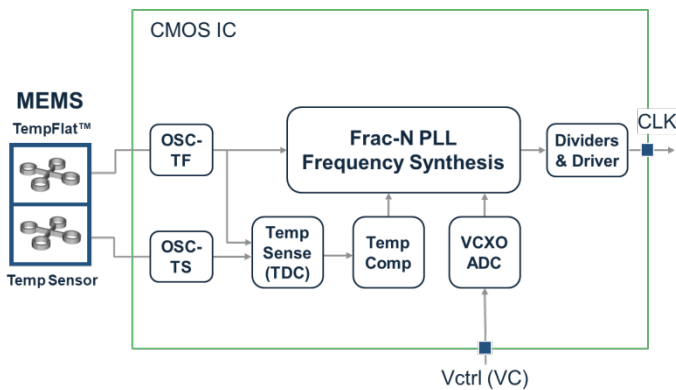 CMOS IC
MEMS
TempFlat™
OSC-
TF
Frac-N PLL
Frequency Synthesis
Dividers
& Driver
CLK
OSC-
TS
Temp
Sense
(TDC)
Temp
Comp
VCXO
ADC
Temp Sensor
Vctrl (VC)